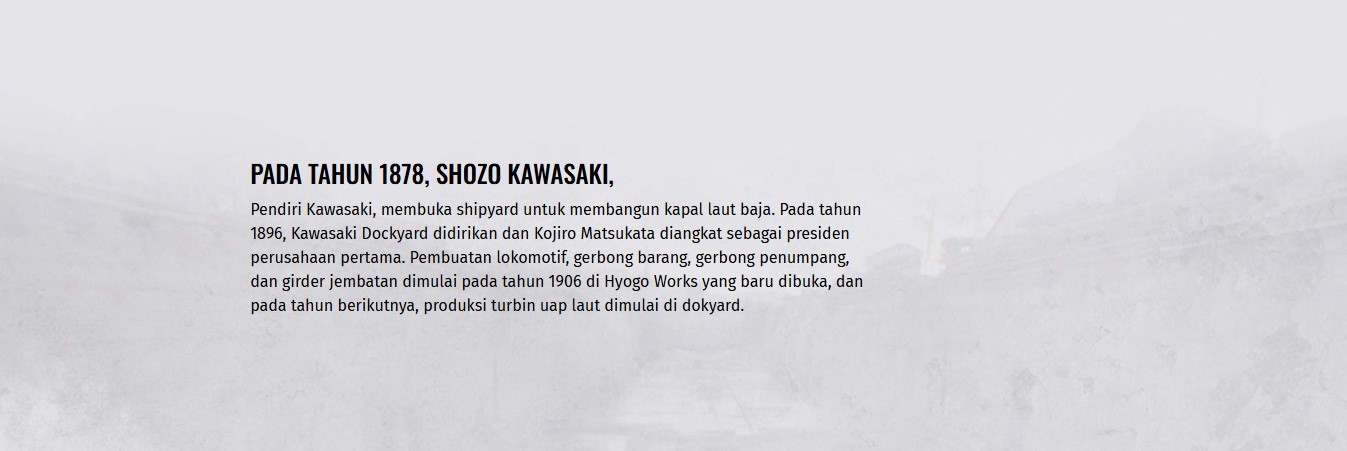 PADA TAHUN 1878, SHOZO KAWASAKI,
Pendiri Kawasaki, membuka shipyard untuk membangun kapal laut baja. Pada tahun
1896, Kawasaki Dockyard didirikan dan Kojiro Matsukata diangkat sebagai presiden
perusahaan pertama. Pembuatan lokomotif, gerbong barang, gerbong penumpang,
dan girder jembatan dimulai pada tahun 1906 di Hyogo Works yang baru dibuka, dan
pada tahun berikutnya, produksi turbin uap laut dimulai di dokyard.